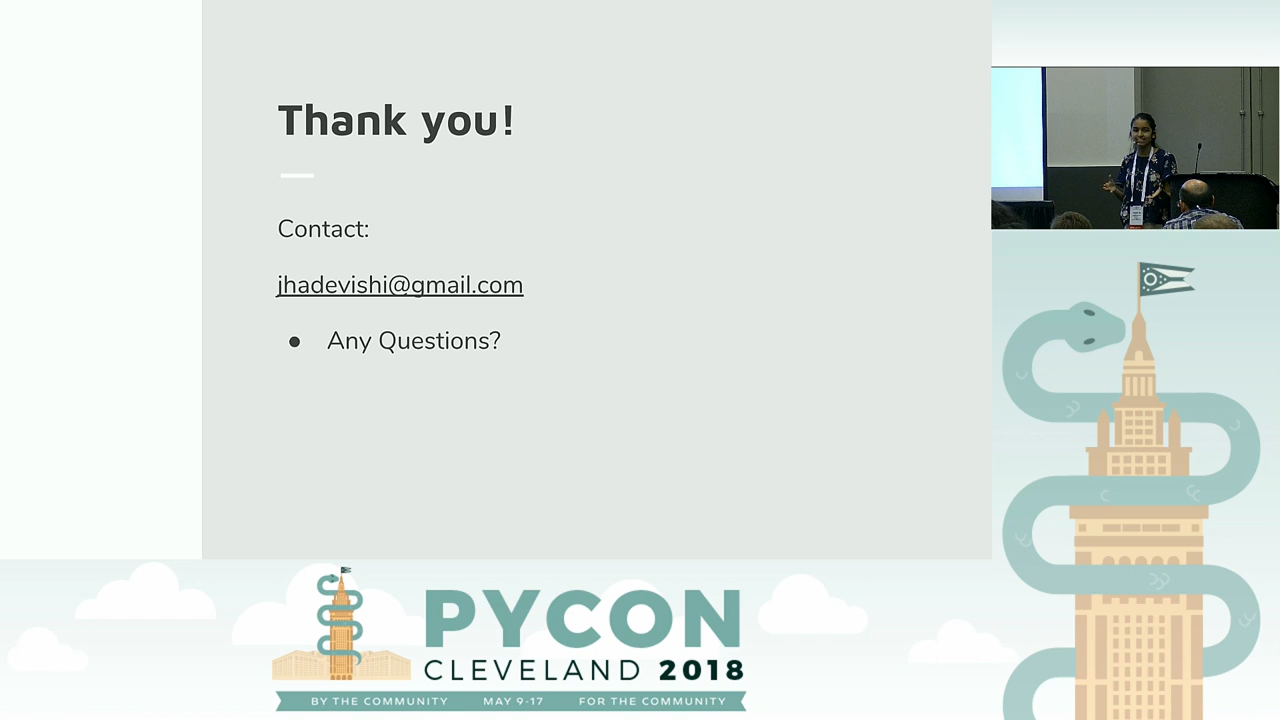 Thank you!
Contact:
jhadevishi@gmail.com
● Any Questions?
PYCON
CLEVELAND 2018
BY THE COMMUNITY MAY 9-17 FOR THE COMMUNITY